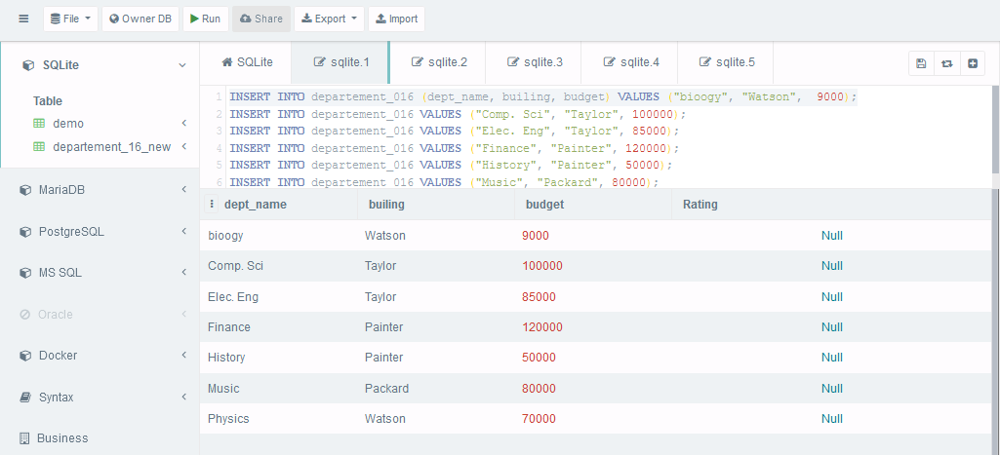 File Owner DB Run Share Export Import
SQLite
Table
demo
departement_16_new
MariaDB
PostgreSQL
MS SQL
Oracle
Docker
Syntax
Business
SQLite sqlite.1 sqlite.2 sqlite.3 sqlite.4 sqlite.5
1 INSERT INTO departement_016 (dept_name, builing, budget) VALUES ("bioogy", "Watson", 9000);
2 INSERT INTO departement_016 VALUES ("Comp. Sci", "Taylor", 100000);
3 INSERT INTO departement_016 VALUES ("Elec. Eng", "Taylor", 85000);
4 INSERT INTO departement_016 VALUES ("Finance", "Painter", 120000);
5 INSERT INTO departement_016 VALUES ("History", "Painter", 50000);
6 INSERT INTO departement_016 VALUES ("Music", "Packard", 80000);
dept_name builing budget Rating
bioogy Watson 9000 Null
Comp. Sci Taylor 100000 Null
Elec. Eng Taylor 85000 Null
Finance Painter 120000 Null
History Painter 50000 Null
Music Packard 80000 Null
Physics Watson 70000 Null